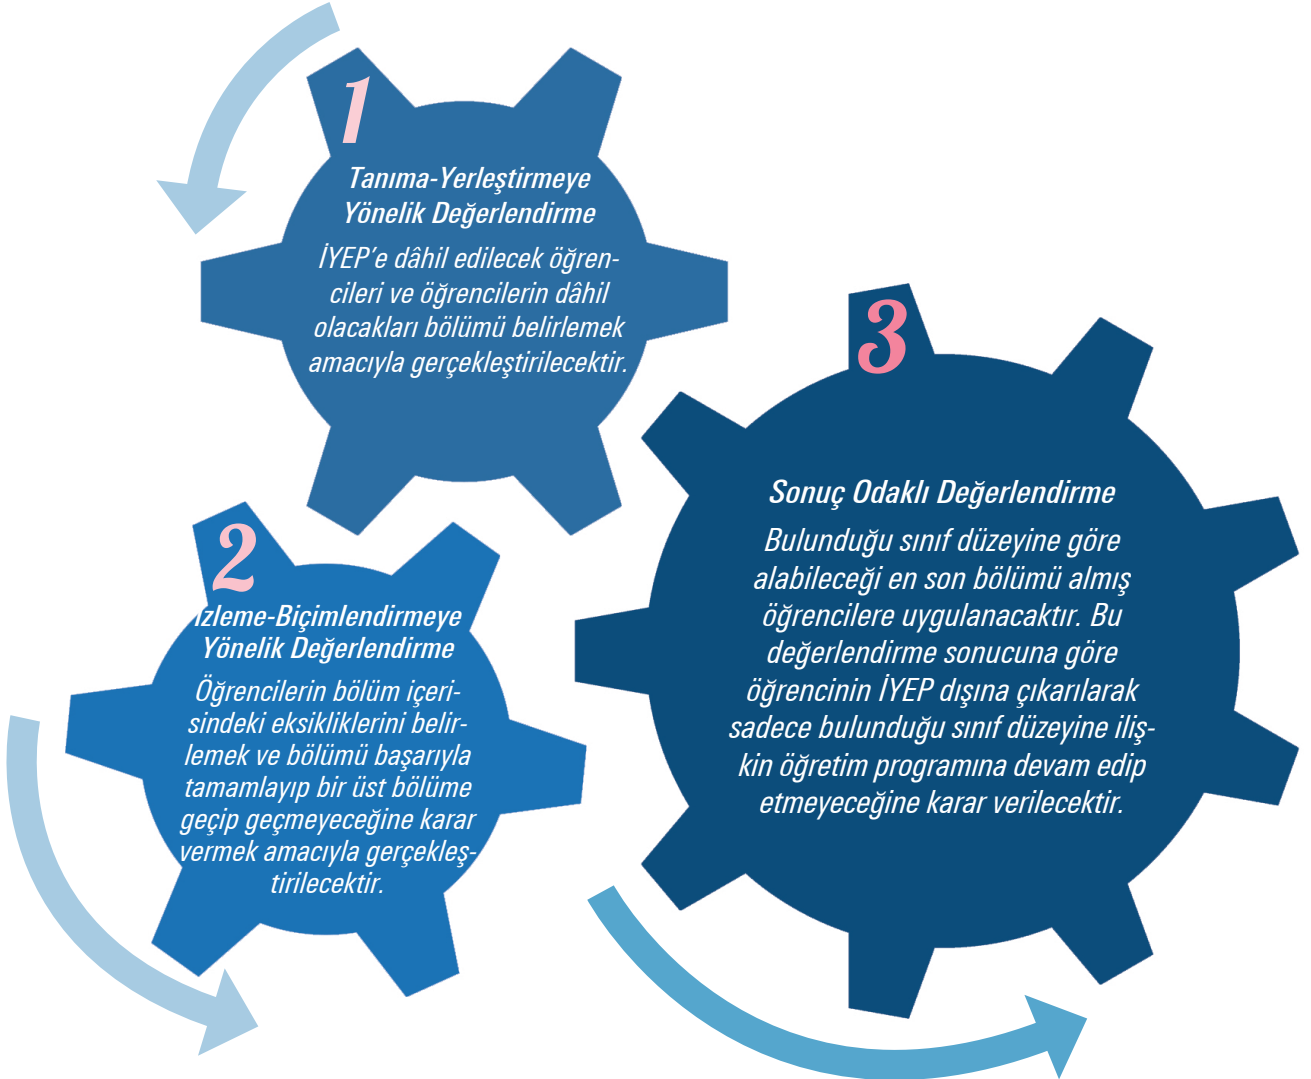 1
Tanıma-Yerleştirmeye
Yönelik Değerlendirme
İYEP’e dâhil edilecek öğren-
cileri ve öğrencilerin dâhil
olacakları bölümü belirlemek
amacıyla gerçekleştirilecektir.
2
İzleme-Biçimlendirmeye
Yönelik Değerlendirme
Öğrencilerin bölüm içeri-
sindeki eksikliklerini belir-
lemek ve bölümü başarıyla
tamamlayıp bir üst bölüme
geçip geçmeyeceğine karar
vermek amacıyla gerçekleş-
tirilecektir.
3
Sonuç Odaklı Değerlendirme
Bulunduğu sınıf düzeyine göre
alabileceği en son bölümü almış
öğrencilere uygulanacaktır. Bu
değerlendirme sonucuna göre
öğrencinin İYEP dışına çıkarılarak
sadece bulunduğu sınıf düzeyine iliş-
kin öğretim programına devam edip
etmeyeceğine karar verilecektir.